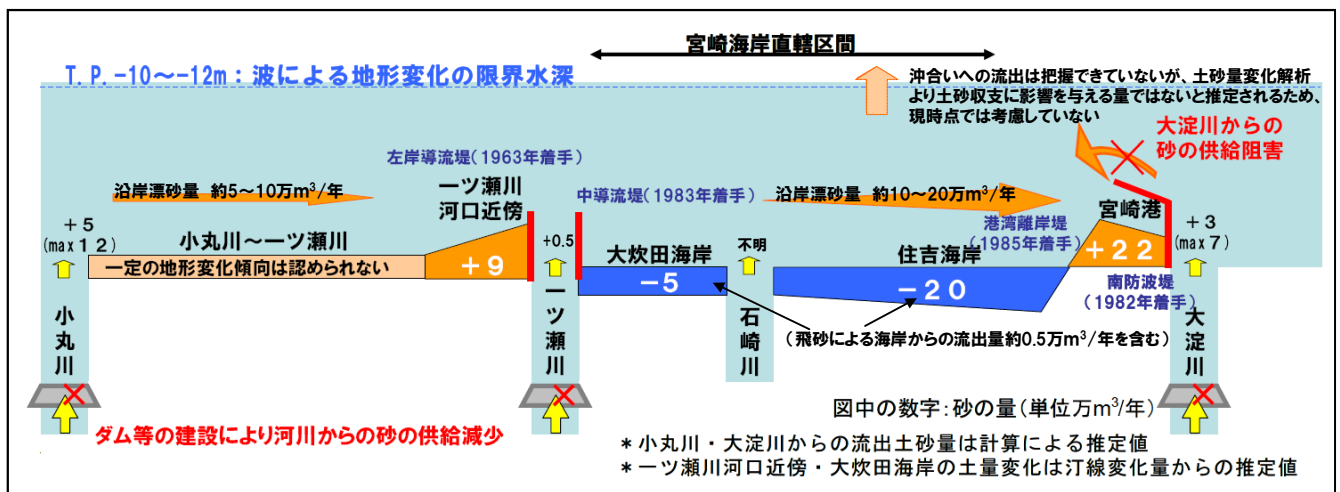 宮崎海岸直轄区間
T.P.-10～-12m：波による地形変化の限界水深
沖合いへの流出は把握できていないが、土砂量変化解析
より土砂収支に影響を与える量ではないと推定されるため、
現時点では考慮していない
大淀川からの
砂の供給阻害
左岸導流堤（1963年着手）
沿岸漂砂量 約5～10万m³/年
一ツ瀬川
河口近傍
中導流堤（1983年着手）
沿岸漂砂量 約10～20万m³/年
宮崎港
+5
(max12)
小丸川～一ツ瀬川
一定の地形変化傾向は認められない
+9
+0.5
大炊田海岸
-5
不明
住吉海岸
-20
港湾離岸堤
（1985年着手）
+22
+3
(max7)
南防波堤
（1982年着手）
小丸川
一ツ瀬川
石崎川
大淀川
（飛砂による海岸からの流出量約0.5万m³/年を含む）
ダム等の建設により河川からの砂の供給減少
図中の数字：砂の量（単位万m³/年）
＊小丸川・大淀川からの流出土砂量は計算による推定値
＊一ツ瀬川河口近傍・大炊田海岸の土量変化は汀線変化量からの推定値